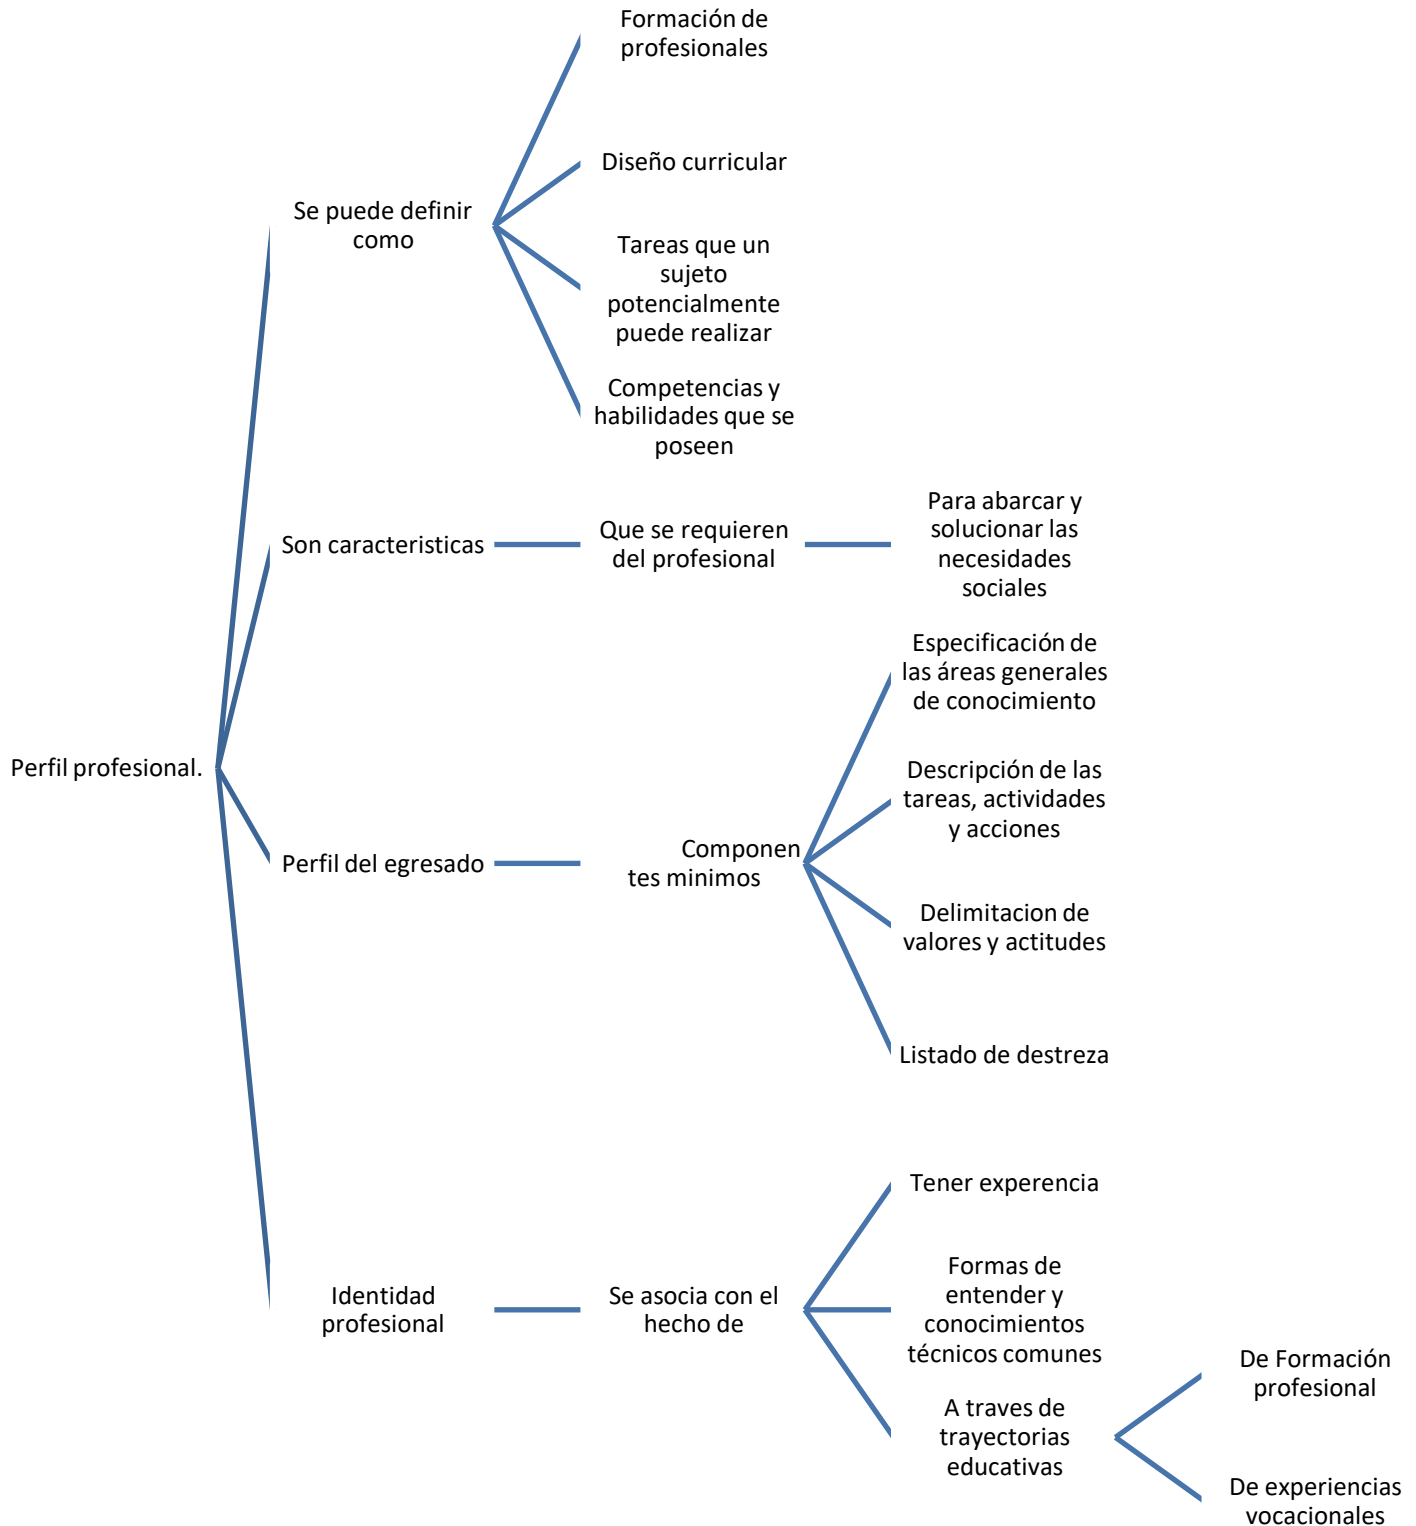 Perfil profesional.
Se puede definir
como
Formación de
profesionales
Diseño curricular
Tareas que un
sujeto
potencialmente
puede realizar
Competencias y
habilidades que se
poseen
Son caracteristicas
Que se requieren
del profesional
Para abarcar y
solucionar las
necesidades
sociales
Perfil del egresado
Componen
tes minimos
Especificación de
las áreas generales
de conocimiento
Descripción de las
tareas, actividades
y acciones
Delimitacion de
valores y actitudes
Listado de destreza
Identidad
profesional
Se asocia con el
hecho de
Tener experencia
Formas de
entender y
conocimientos
técnicos comunes
A traves de
trayectorias
educativas
De Formación
profesional
De experiencias
vocacionales